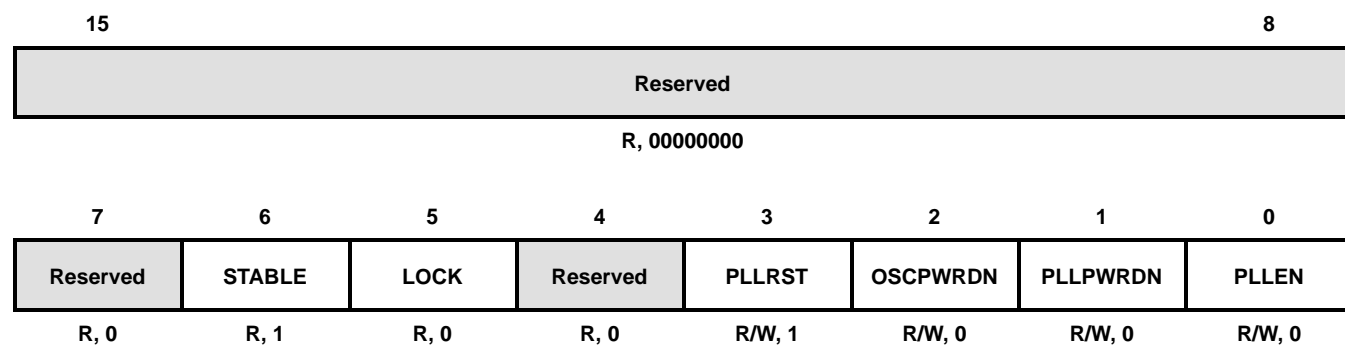 15 8
Reserved
R, 00000000
7 6 5 4 3 2 1 0
Reserved STABLE LOCK Reserved PLLRST OSCPWRDN PLLPWRDN PLLEN
R, 0 R, 1 R, 0 R, 0 R/W, 1 R/W, 0 R/W, 0 R/W, 0